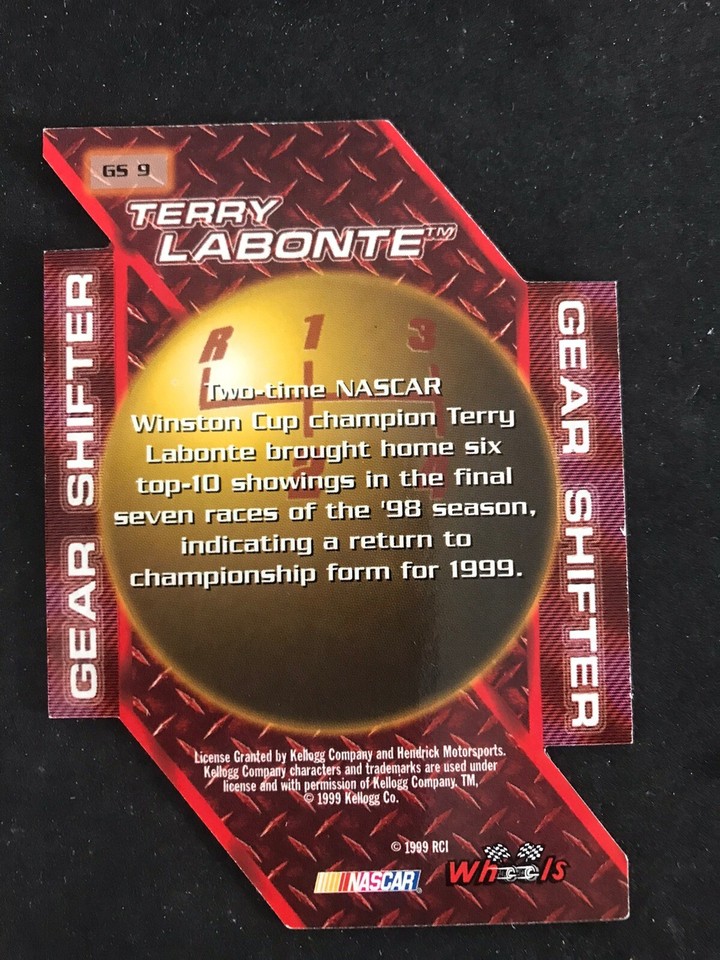 GS 9
TERRY
LABONTE™
GEAR SHIFTER
GEAR SHIFTER
R 1 3
2 4
Two-time NASCAR
Winston Cup champion Terry
Labonte brought home six
top-10 showings in the final
seven races of the '98 season,
indicating a return to
championship form for 1999.
License Granted by Kellogg Company and Hendrick Motorsports.
Kellogg Company characters and trademarks are used under
license and with permission of Kellogg Company. TM,
© 1999 Kellogg Co.
© 1999 RCI
NASCAR
Wheels